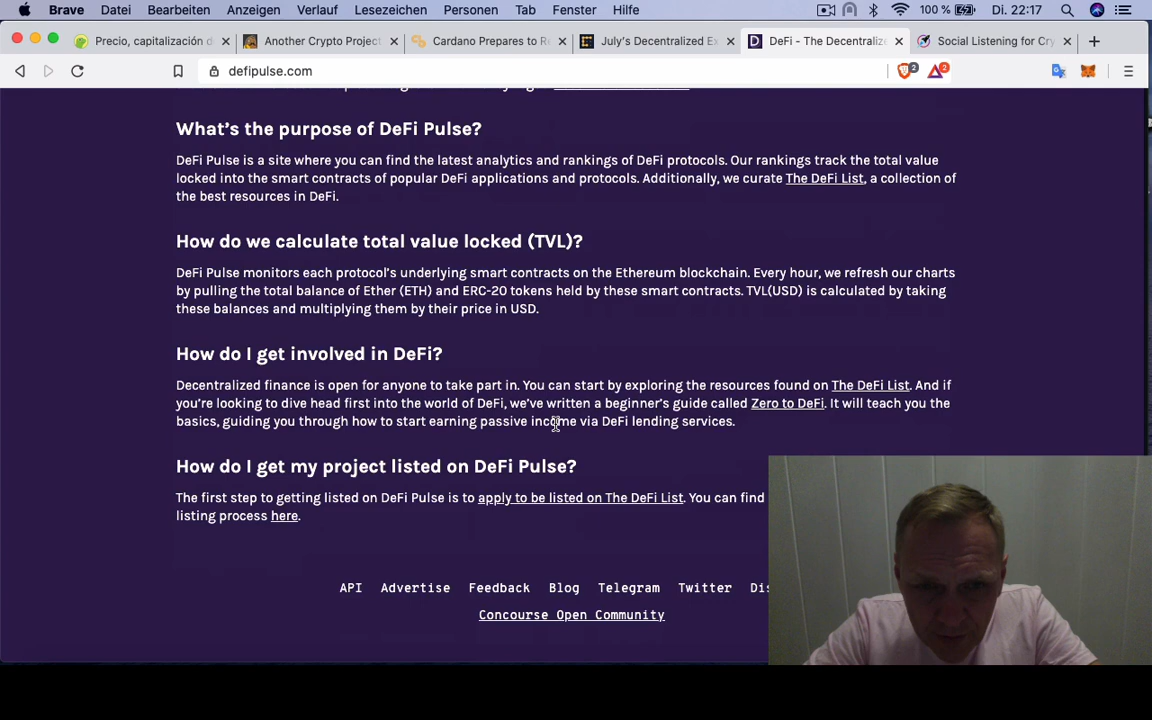 Brave Datei Bearbeiten Anzeigen Verlauf Lesezeichen Personen Tab Fenster Hilfe 100 % Di. 22:17
Precio, capitalización d Another Crypto Project Cardano Prepares to Re July's Decentralized Ex DeFi - The Decentralize Social Listening for Cry
defipulse.com 2 2
What's the purpose of DeFi Pulse?
DeFi Pulse is a site where you can find the latest analytics and rankings of DeFi protocols. Our rankings track the total value
locked into the smart contracts of popular DeFi applications and protocols. Additionally, we curate The DeFi List, a collection of
the best resources in DeFi.
How do we calculate total value locked (TVL)?
DeFi Pulse monitors each protocol's underlying smart contracts on the Ethereum blockchain. Every hour, we refresh our charts
by pulling the total balance of Ether (ETH) and ERC-20 tokens held by these smart contracts. TVL(USD) is calculated by taking
these balances and multiplying them by their price in USD.
How do I get involved in DeFi?
Decentralized finance is open for anyone to take part in. You can start by exploring the resources found on The DeFi List. And if
you're looking to dive head first into the world of DeFi, we've written a beginner's guide called Zero to DeFi. It will teach you the
basics, guiding you through how to start earning passive income via DeFi lending services.
How do I get my project listed on DeFi Pulse?
The first step to getting listed on DeFi Pulse is to apply to be listed on The DeFi List. You can find
listing process here.
API Advertise Feedback Blog Telegram Twitter Dis
Concourse Open Community